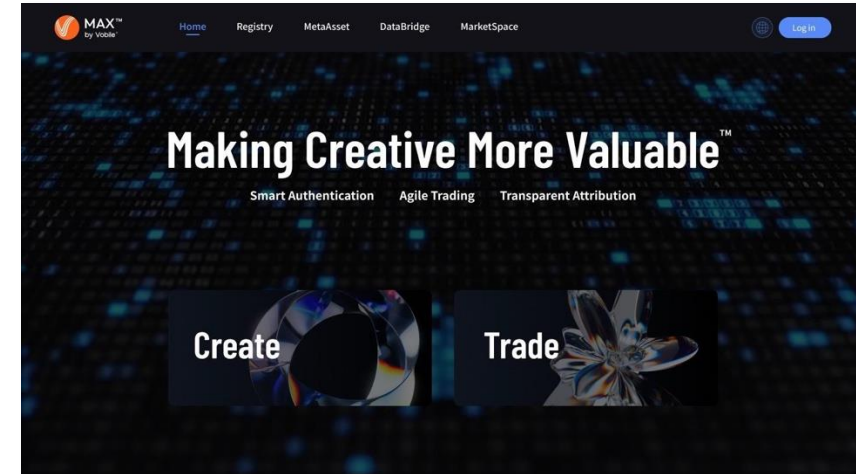 MAX™
by Vobile
Home Registry MetaAsset DataBridge MarketSpace
Log in
Making Creative More Valuable™
Smart Authentication Agile Trading Transparent Attribution
Create Trade